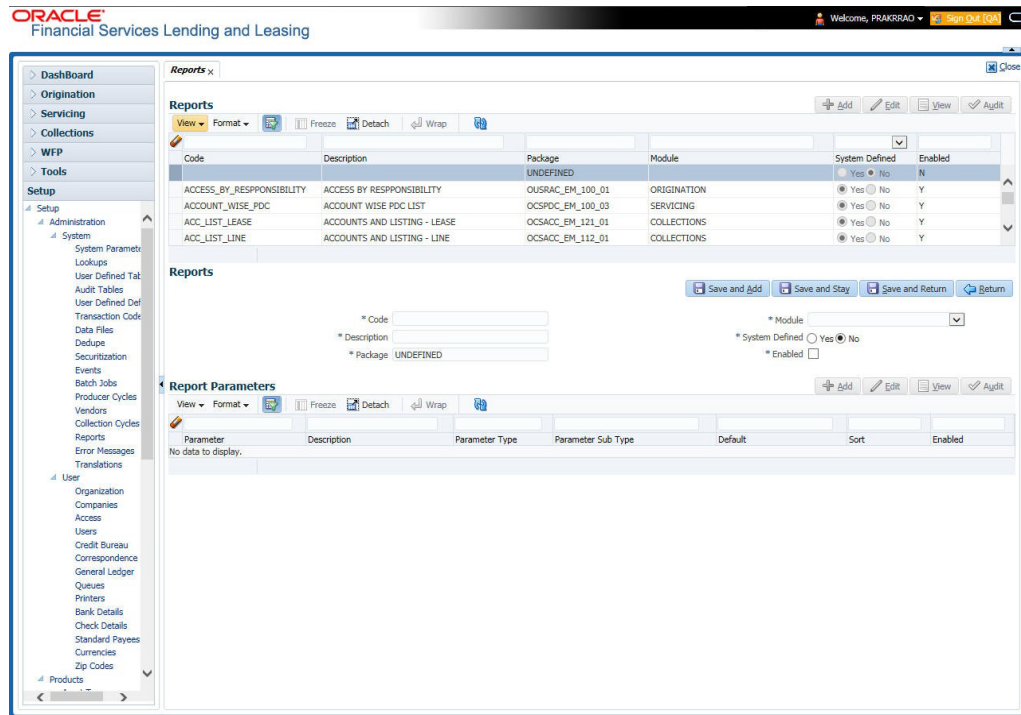 ORACLE'
Financial Services Lending and Leasing
Welcome, PRAKRRAO
Sign Out [QA]
Close
DashBoard
Origination
Servicing
Collections
WFP
Tools
Setup
Setup
Administration
System
System Paramete
Lookups
User Defined Tab
Audit Tables
User Defined Def
Transaction Code
Data Files
Dedupe
Securitization
Events
Batch Jobs
Producer Cycles
Vendors
Collection Cycles
Reports
Error Messages
Translations
User
Organization
Companies
Access
Users
Credit Bureau
Correspondence
General Ledger
Queues
Printers
Bank Details
Check Details
Standard Payees
Currencies
Zip Codes
Products
Reports x
Reports
Add Edit View Audit
View Format Freeze Detach Wrap
Code Description Package Module System Defined Enabled
UNDEFINED Yes No N
ACCESS_BY_RESPPONSIBILITY ACCESS BY RESPPONSIBILITY OUSRAC_EM_100_01 ORIGINATION Yes No Y
ACCOUNT_WISE_PDC ACCOUNT WISE PDC LIST OCSPDC_EM_100_03 SERVICING Yes No Y
ACC_LIST_LEASE ACCOUNTS AND LISTING - LEASE OCSACC_EM_121_01 COLLECTIONS Yes No Y
ACC_LIST_LINE ACCOUNTS AND LISTING - LINE OCSACC_EM_112_01 COLLECTIONS Yes No Y
Reports
Save and Add Save and Stay Save and Return Return
* Code
* Description
* Package UNDEFINED
* Module
* System Defined Yes No
* Enabled
Report Parameters
Add Edit View Audit
View Format Freeze Detach Wrap
Parameter Description Parameter Type Parameter Sub Type Default Sort Enabled
No data to display.